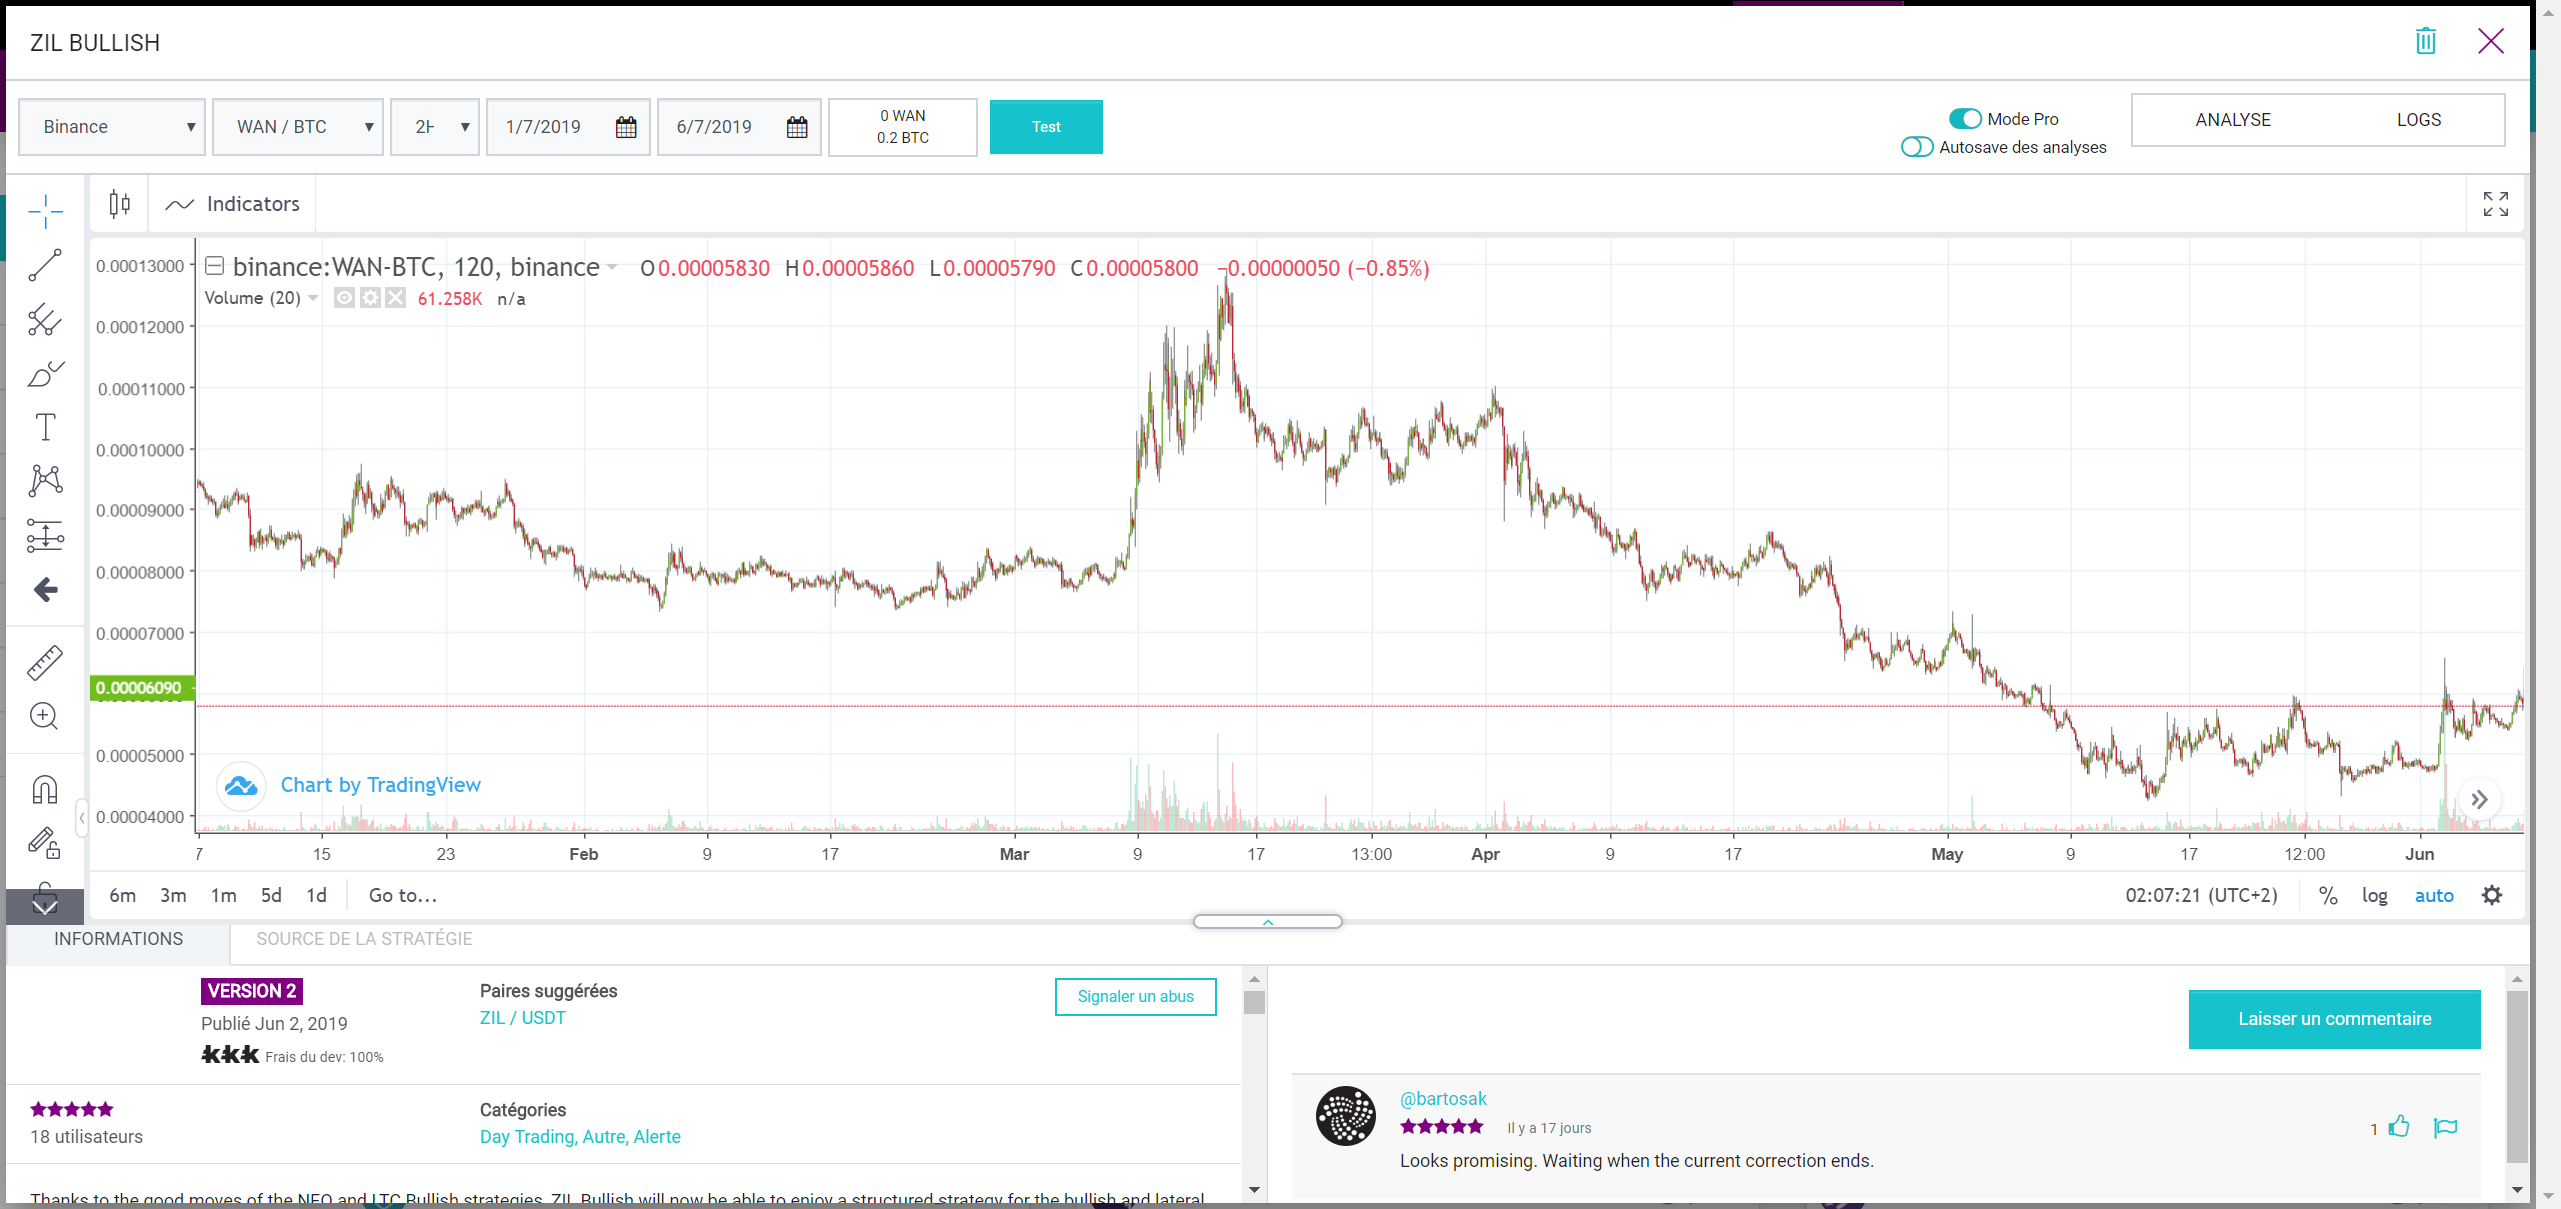 ZIL BULLISH
Binance
WAN / BTC
2H
1/7/2019
6/7/2019
0 WAN
0.2 BTC
Test
Mode Pro
Autosave des analyses
ANALYSE
LOGS
Indicators
binance:WAN-BTC, 120, binance O0.00005830 H0.00005860 L0.00005790 C0.00005800 −0.00000050 (−0.85%)
Volume (20) 61.258K n/a
0.00013000
0.00012000
0.00011000
0.00010000
0.00009000
0.00008000
0.00007000
0.00006090
0.00005000
0.00004000
Chart by TradingView
7 15 23 Feb 9 17 Mar 9 17 13:00 Apr 9 17 May 9 17 12:00 Jun
6m 3m 1m 5d 1d Go to...
02:07:21 (UTC+2) % log auto
INFORMATIONS
SOURCE DE LA STRATÉGIE
VERSION 2
Publié Jun 2, 2019
Frais du dev: 100%
Paires suggérées
ZIL / USDT
Signaler un abus
18 utilisateurs
Catégories
Day Trading, Autre, Alerte
Thanks to the good moves of the NEO and LTC Bullish strategies, ZIL Bullish will now be able to enjoy a structured strategy for the bullish and lateral
Laisser un commentaire
@bartosak
Il y a 17 jours
1
Looks promising. Waiting when the current correction ends.